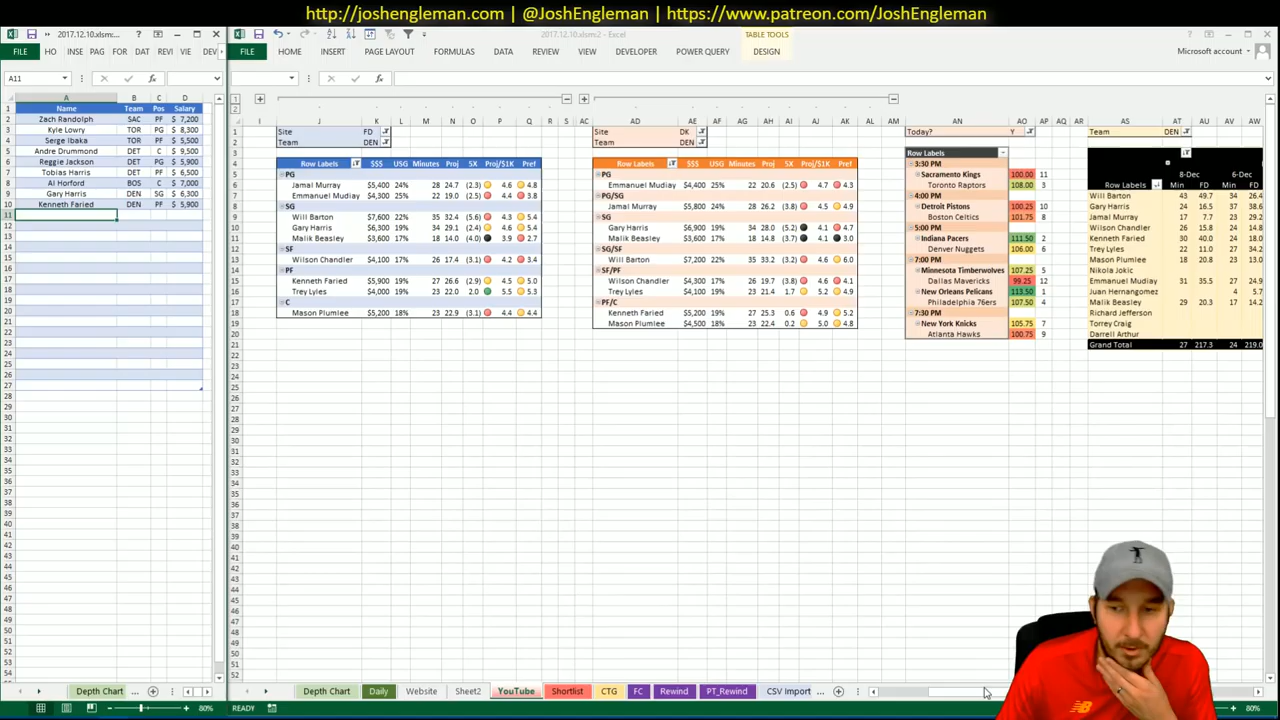 http://joshengleman.com | @JoshEngleman | https://www.patreon.com/JoshEngleman
2017.12.10.xlsm:... ?
2017.12.10.xlsm:2 - Excel
TABLE TOOLS
FILE HO INSE PAG FOR DAT REVI VIE DEV
FILE HOME INSERT PAGE LAYOUT FORMULAS DATA REVIEW VIEW DEVELOPER POWER QUERY DESIGN
Microsoft account
A11
Name Team Pos Salary
Zach Randolph SAC PF $ 7,200
Kyle Lowry TOR PG $ 8,300
Serge Ibaka TOR PF $ 5,500
Andre Drummond DET C $ 9,500
Reggie Jackson DET PG $ 5,900
Tobias Harris DET PF $ 6,500
Al Horford BOS C $ 7,000
Gary Harris DEN SG $ 6,300
Kenneth Faried DEN PF $ 5,900
Site FD
Team DEN
Row Labels $$$ USG Minutes Proj 5X Proj/$1K Pref
PG
Jamal Murray $5,400 24% 28 24.7 (2.3) 4.6 4.8
Emmanuel Mudiay $4,300 25% 22 19.0 (2.5) 4.4 3.8
SG
Will Barton $7,600 22% 35 32.4 (5.6) 4.3 5.4
Gary Harris $6,300 19% 34 29.1 (2.4) 4.6 5.4
Malik Beasley $3,600 17% 18 14.0 (4.0) 3.9 2.7
SF
Wilson Chandler $4,100 17% 26 17.4 (3.1) 4.2 3.4
PF
Kenneth Faried $5,900 21% 27 26.6 (2.9) 4.5 5.0
Trey Lyles $4,000 19% 23 22.0 2.0 5.5 5.3
C
Mason Plumlee $5,200 18% 23 22.9 (3.1) 4.4 4.4
Site DK
Team DEN
Row Labels $$$ USG Minutes Proj 5X Proj/$1K Pref
PG
Emmanuel Mudiay $4,400 25% 22 20.6 (2.5) 4.7 4.3
PG/SG
Jamal Murray $5,800 24% 28 26.2 (3.8) 4.5 4.9
SG
Gary Harris $6,900 19% 34 28.0 (5.2) 4.1 4.7
Malik Beasley $3,600 17% 18 14.8 (3.7) 4.1 3.0
SG/SF
Will Barton $7,200 22% 35 33.2 (4.2) 4.6 6.0
SF/PF
Wilson Chandler $4,300 17% 26 19.7 (3.1) 4.6 4.1
Trey Lyles $4,100 19% 23 21.4 1.7 5.2 4.9
PF/C
Kenneth Faried $5,200 19% 27 25.3 0.6 4.9 5.2
Mason Plumlee $4,500 18% 23 22.4 0.2 5.0 4.8
Today? Y
Row Labels
3:30 PM
Sacramento Kings 100.00 11
Toronto Raptors 108.00 3
4:00 PM
Detroit Pistons 100.25 10
Boston Celtics 101.75 8
5:00 PM
Indiana Pacers 111.50 2
Denver Nuggets 106.00 6
7:00 PM
Minnesota Timberwolves 107.25 5
Dallas Mavericks 99.25 12
New Orleans Pelicans 113.50 1
Philadelphia 76ers 107.50 4
7:30 PM
New York Knicks 105.75 7
Atlanta Hawks 100.75 9
Team DEN
8-Dec 6-Dec
Row Labels Min FD Min FD
Will Barton 43 49.7 34 26.4
Gary Harris 24 16.5 37 38.6
Jamal Murray 17 7.7 23 29.2
Wilson Chandler 26 15.8 24 14.8
Kenneth Faried 30 40.0 24 18.0
Trey Lyles 22 11.0 27 34.2
Mason Plumlee 18 20.8 23 13.0
Nikola Jokic
Emmanuel Mudiay 31 35.5 27 24.9
Juan Hernangomez 4 5.7
Malik Beasley 29 20.3 17 14.2
Richard Jefferson
Torrey Craig
Darrell Arthur
Grand Total 27 217.3 24 219.0
Depth Chart
Depth Chart Daily Website Sheet2 YouTube Shortlist CTG FC Rewind PT_Rewind CSV Import
80%
READY
80%